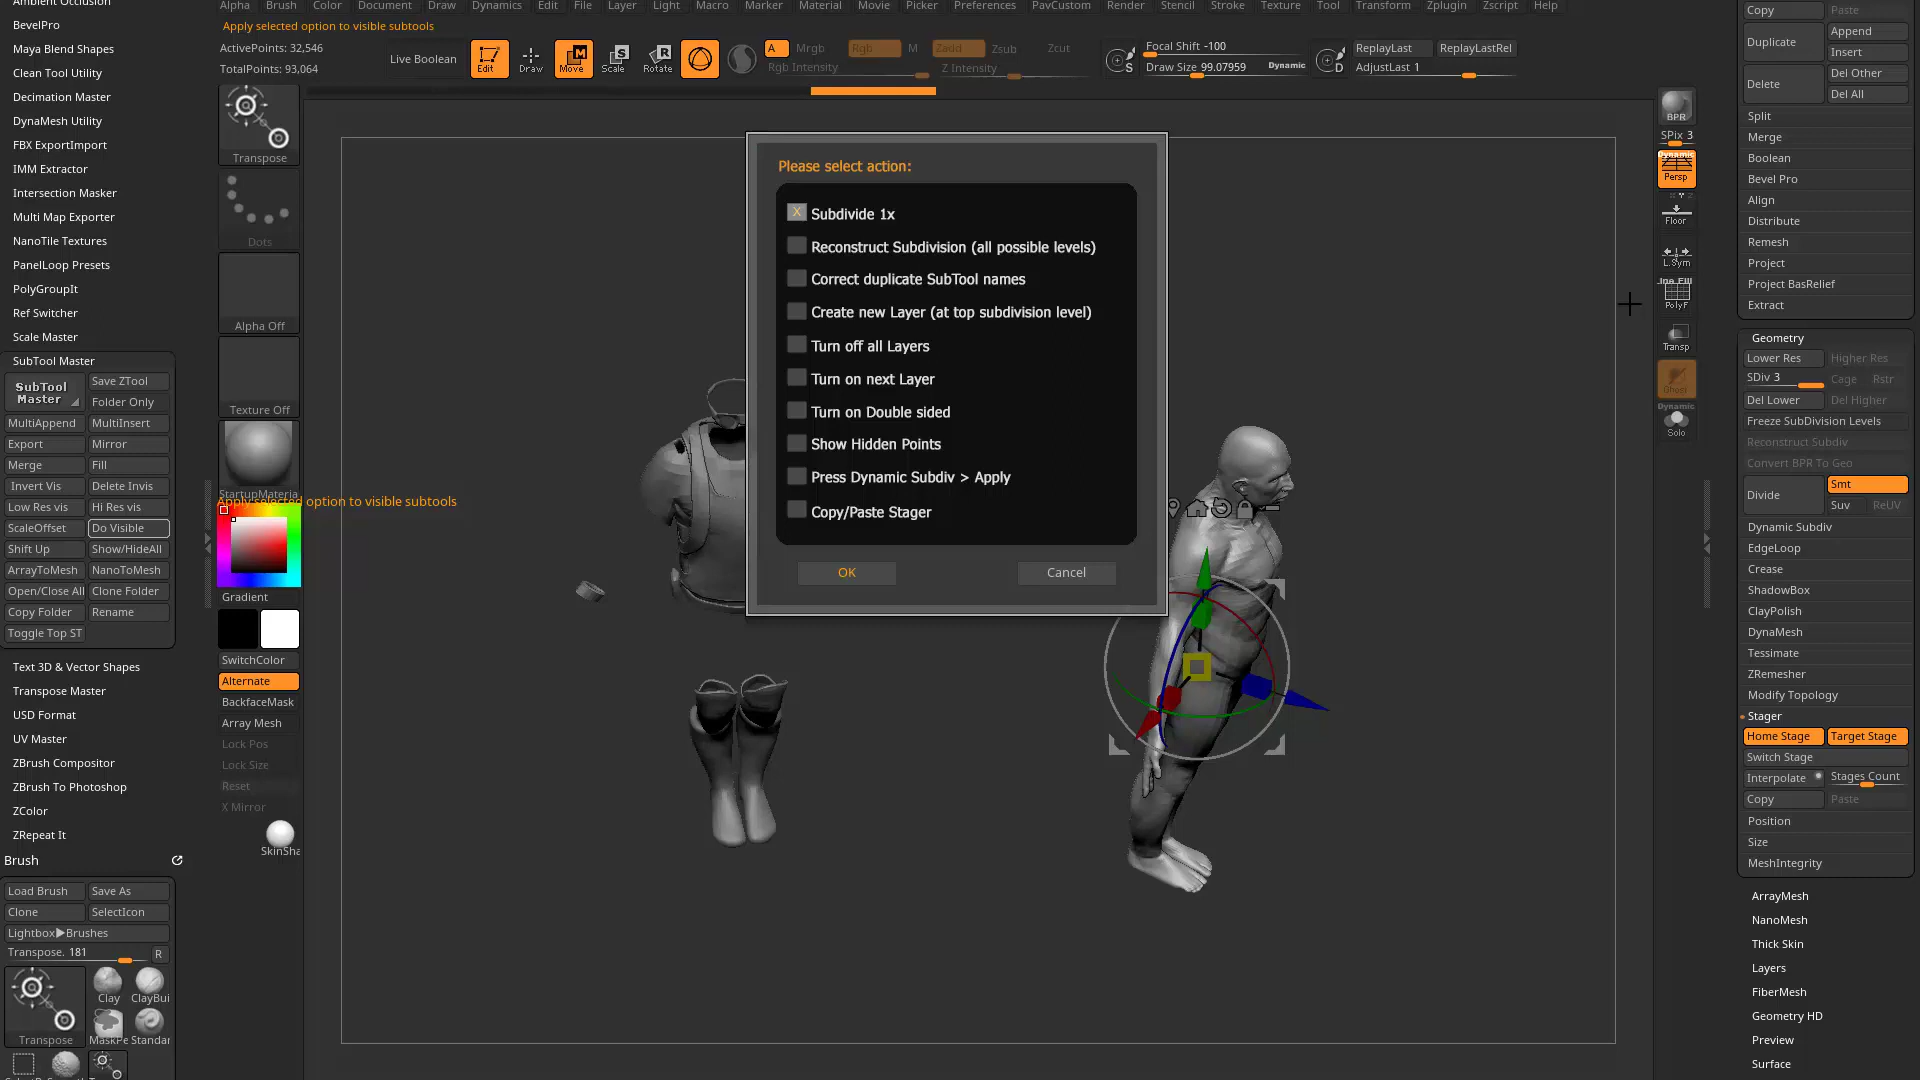 Alpha Brush Color Document Draw Dynamics Edit File Layer Light Macro Marker Material Movie Picker Preferences PavCustom Render Stencil Stroke Texture Tool Transform Zplugin Zscript Help
Apply selected option to visible subtools
ActivePoints: 32,546
TotalPoints: 93,064
Live Boolean
Edit
Draw
Move
Scale
Rotate
A Mrgb Rgb M Zadd Zsub Zcut
Rgb Intensity
Z Intensity
S
Focal Shift -100
Draw Size 99.07959 Dynamic
D
ReplayLast ReplayLastRel
AdjustLast 1
Ambient Occlusion
BevelPro
Maya Blend Shapes
Clean Tool Utility
Decimation Master
DynaMesh Utility
FBX ExportImport
IMM Extractor
Intersection Masker
Multi Map Exporter
NanoTile Textures
PanelLoop Presets
PolyGroupIt
Ref Switcher
Scale Master
SubTool Master
SubTool Master
Save ZTool
Folder Only
MultiAppend MultiInsert
Export Mirror
Merge Fill
Invert Vis Delete Invis
Low Res vis Hi Res vis
ScaleOffset Do Visible
Shift Up Show/HideAll
ArrayToMesh NanoToMesh
Open/Close All Clone Folder
Copy Folder Rename
Toggle Top ST
Text 3D & Vector Shapes
Transpose Master
USD Format
UV Master
ZBrush Compositor
ZBrush To Photoshop
ZColor
ZRepeat It
Brush
Load Brush Save As
Clone SelectIcon
Lightbox▶Brushes
Transpose. 181 R
Transpose
Clay
ClayBui
MaskPe
Standar
Transpose
Dots
Alpha Off
Texture Off
StartupMateria
Apply selected option to visible subtools
Gradient
SwitchColor
Alternate
BackfaceMask
Array Mesh
Lock Pos
Lock Size
Reset
X Mirror
SkinSha
Please select action:
X Subdivide 1x
Reconstruct Subdivision (all possible levels)
Correct duplicate SubTool names
Create new Layer (at top subdivision level)
Turn off all Layers
Turn on next Layer
Turn on Double sided
Show Hidden Points
Press Dynamic Subdiv > Apply
Copy/Paste Stager
OK Cancel
BPR
SPix 3
Dynamic
Persp
Floor
L.Sym
Line Fill
PolyF
Transp
Ghost
Dynamic
Solo
Copy Paste
Duplicate
Append
Insert
Delete
Del Other
Del All
Split
Merge
Boolean
Bevel Pro
Align
Distribute
Remesh
Project
Project BasRelief
Extract
Geometry
Lower Res Higher Res
SDiv 3 Cage Rstr
Del Lower Del Higher
Freeze SubDivision Levels
Reconstruct Subdiv
Convert BPR To Geo
Divide
Smt
Suv ReUV
Dynamic Subdiv
EdgeLoop
Crease
ShadowBox
ClayPolish
DynaMesh
Tessimate
ZRemesher
Modify Topology
Stager
Home Stage Target Stage
Switch Stage
Interpolate Stages Count
Copy Paste
Position
Size
MeshIntegrity
ArrayMesh
NanoMesh
Thick Skin
Layers
FiberMesh
Geometry HD
Preview
Surface